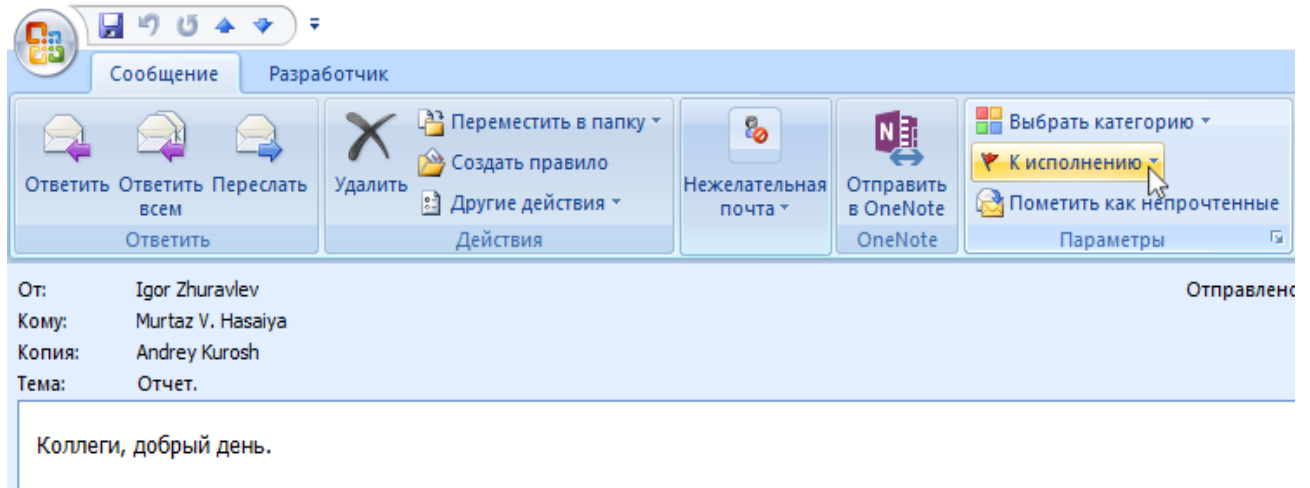 Сообщение Разработчик
Ответить Ответить всем Переслать
Ответить
Удалить
Переместить в папку
Создать правило
Другие действия
Действия
Нежелательная почта
Отправить в OneNote
OneNote
Выбрать категорию
К исполнению
Пометить как непрочтенные
Параметры
От: Igor Zhuravlev
Отправлено
Кому: Murtaz V. Hasaiya
Копия: Andrey Kurosh
Тема: Отчет.
Коллеги, добрый день.